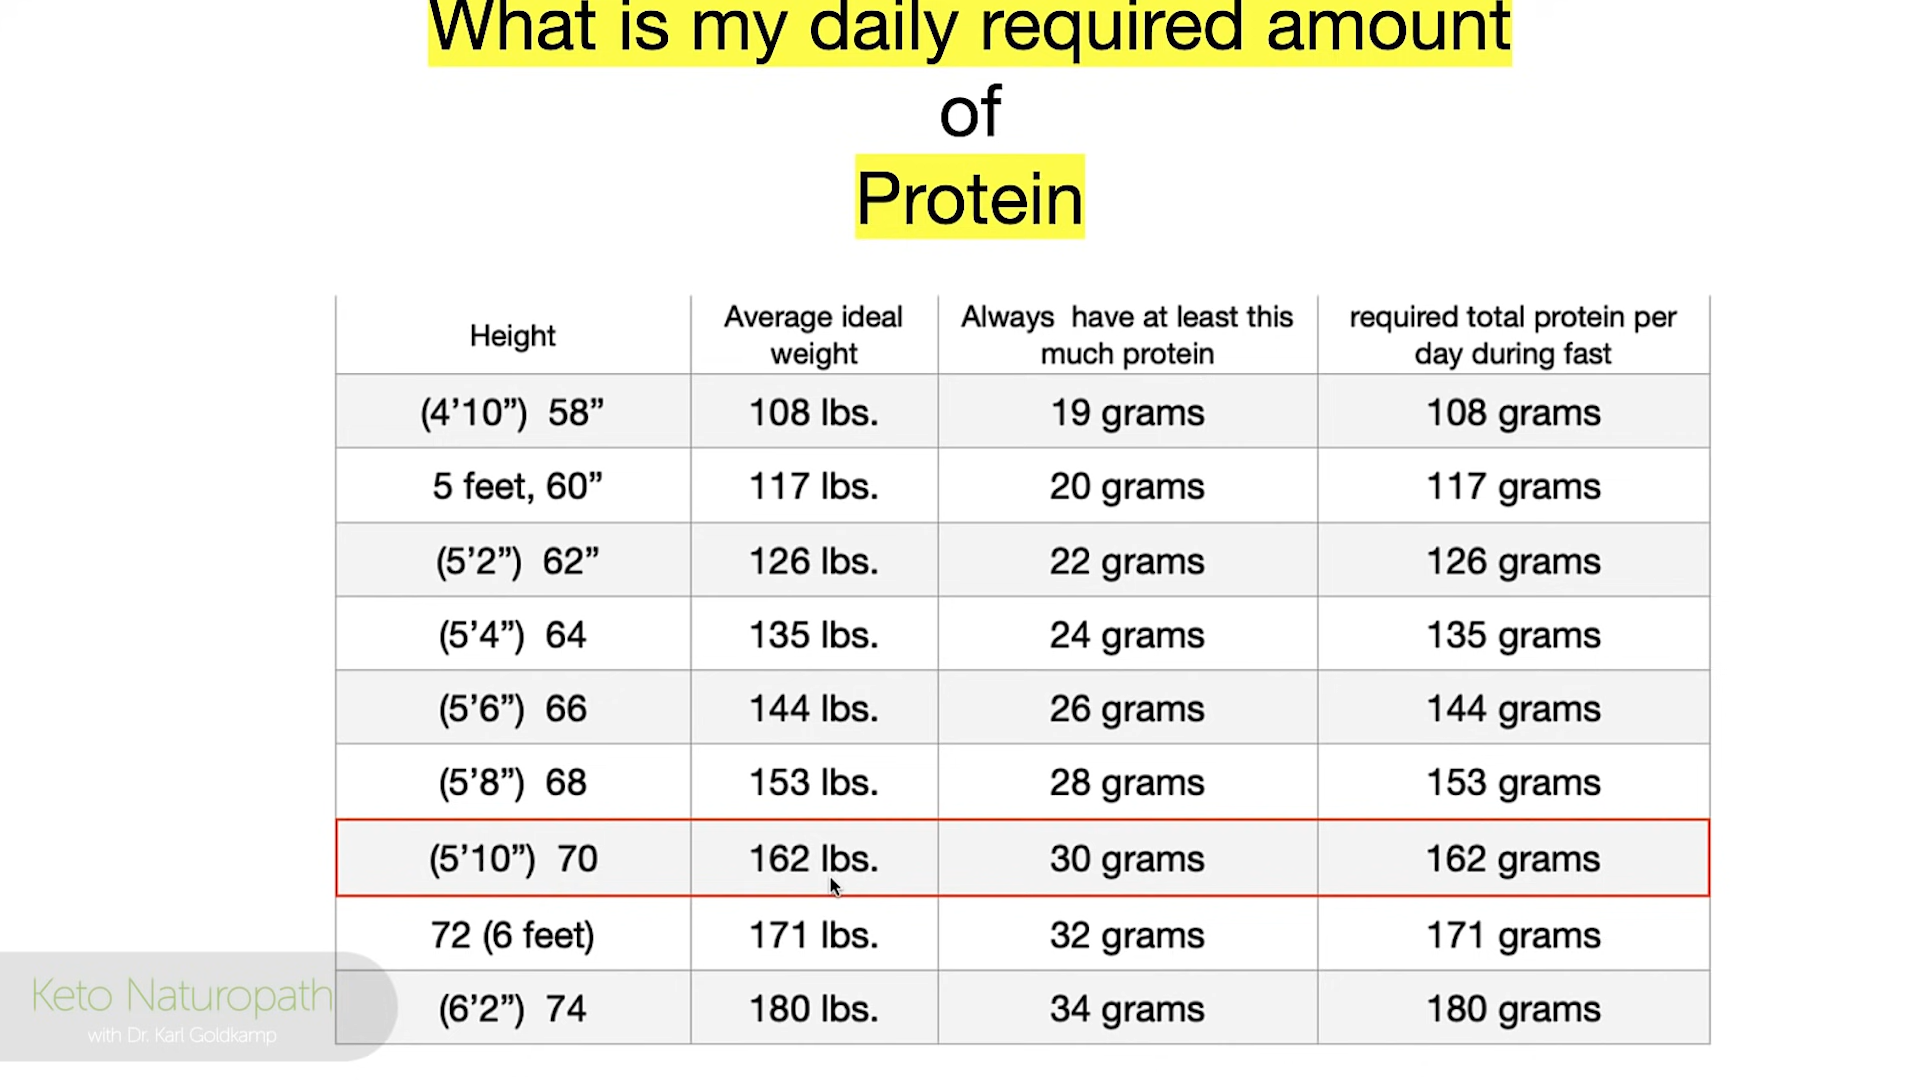 What is my daily required amount
of
Protein
Height
Average ideal
weight
Always have at least this
much protein
required total protein per
day during fast
(4’10”) 58” 108 lbs. 19 grams 108 grams
5 feet, 60” 117 lbs. 20 grams 117 grams
(5’2”) 62” 126 lbs. 22 grams 126 grams
(5’4”) 64 135 lbs. 24 grams 135 grams
(5’6”) 66 144 lbs. 26 grams 144 grams
(5’8”) 68 153 lbs. 28 grams 153 grams
(5’10”) 70 162 lbs. 30 grams 162 grams
72 (6 feet) 171 lbs. 32 grams 171 grams
(6’2”) 74 180 lbs. 34 grams 180 grams
Keto Naturopath
with Dr. Karl Goldkamp